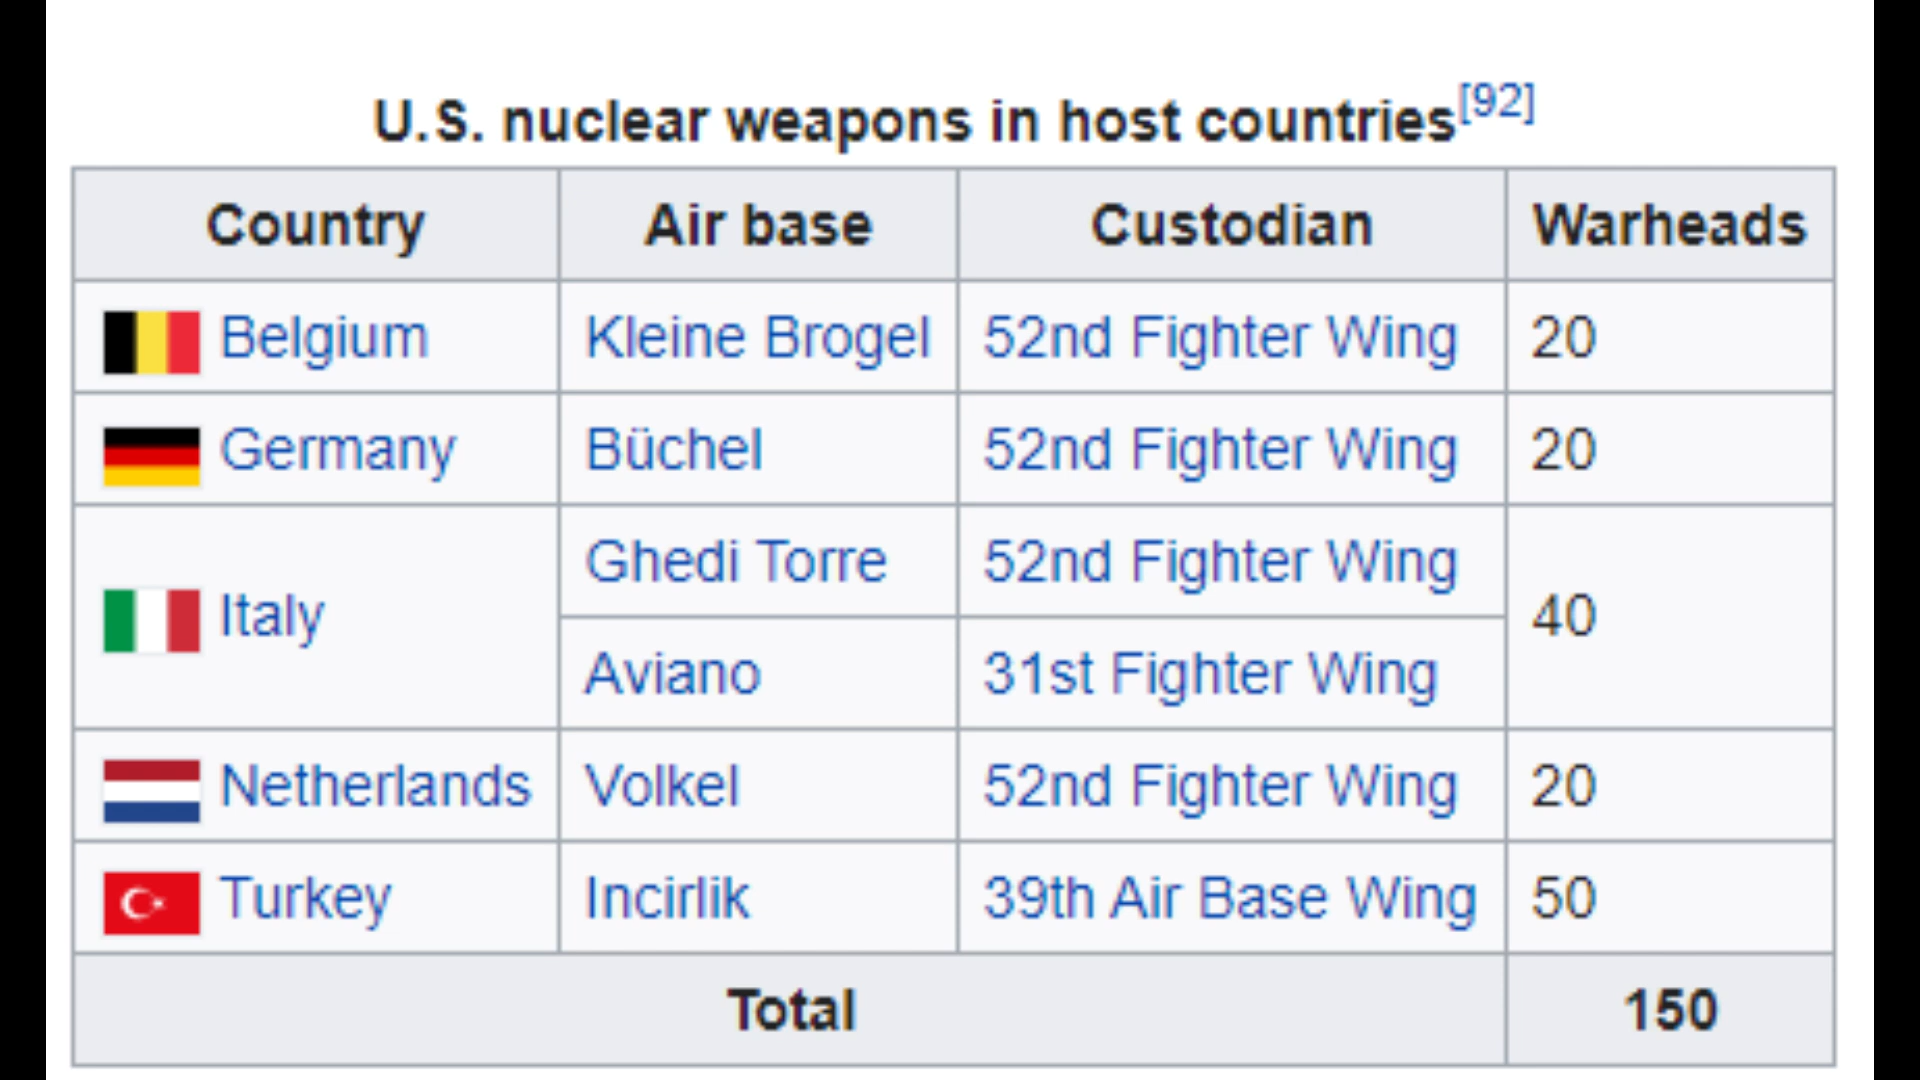 U.S. nuclear weapons in host countries[92]
Country Air base Custodian Warheads
Belgium Kleine Brogel 52nd Fighter Wing 20
Germany Büchel 52nd Fighter Wing 20
Italy Ghedi Torre 52nd Fighter Wing 40
Aviano 31st Fighter Wing
Netherlands Volkel 52nd Fighter Wing 20
Turkey Incirlik 39th Air Base Wing 50
Total 150